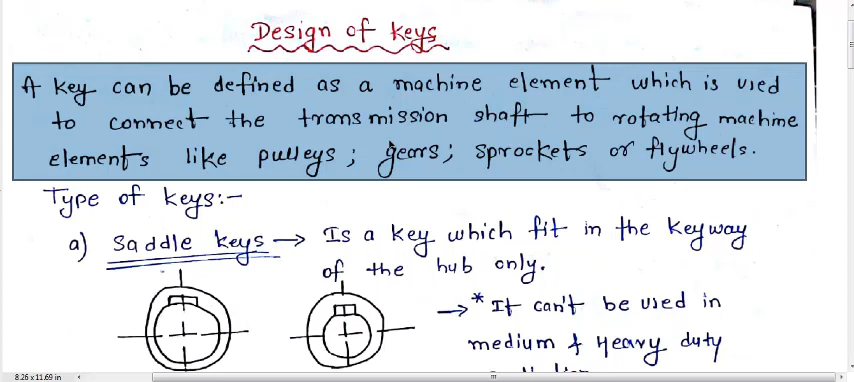 Design of keys
A key can be defined as a machine element which is used
to connect the transmission shaft to rotating machine
elements like pulleys; gears; sprockets or flywheels.
Type of keys:-
a) Saddle keys → Is a key which fit in the keyway
of the hub only.
→ * It can't be used in
medium & Heavy duty
8.26 x 11.69 in